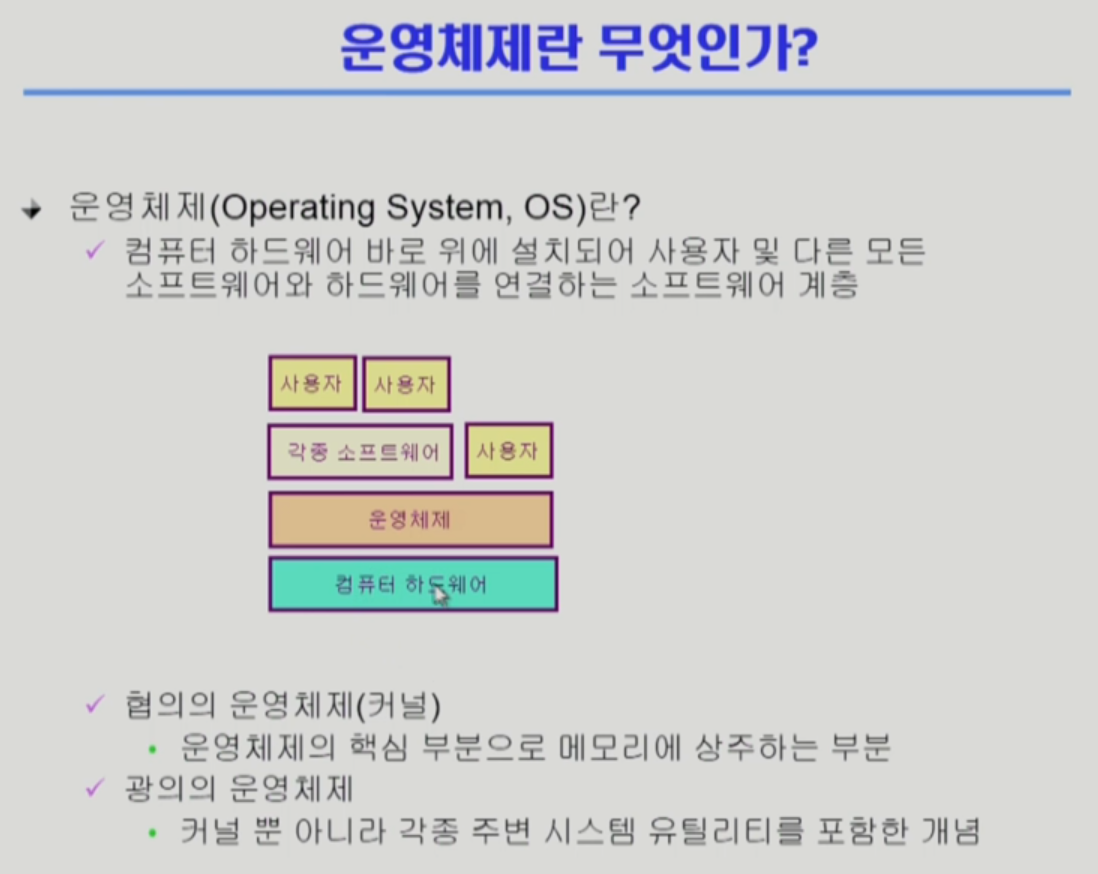 운영체제란 무엇인가?
운영체제(Operating System, OS)란?
컴퓨터 하드웨어 바로 위에 설치되어 사용자 및 다른 모든
소프트웨어와 하드웨어를 연결하는 소프트웨어 계층
사용자 사용자
각종 소프트웨어 사용자
운영체제
컴퓨터 하드웨어
협의의 운영체제(커널)
운영체제의 핵심 부분으로 메모리에 상주하는 부분
광의의 운영체제
커널 뿐 아니라 각종 주변 시스템 유틸리티를 포함한 개념